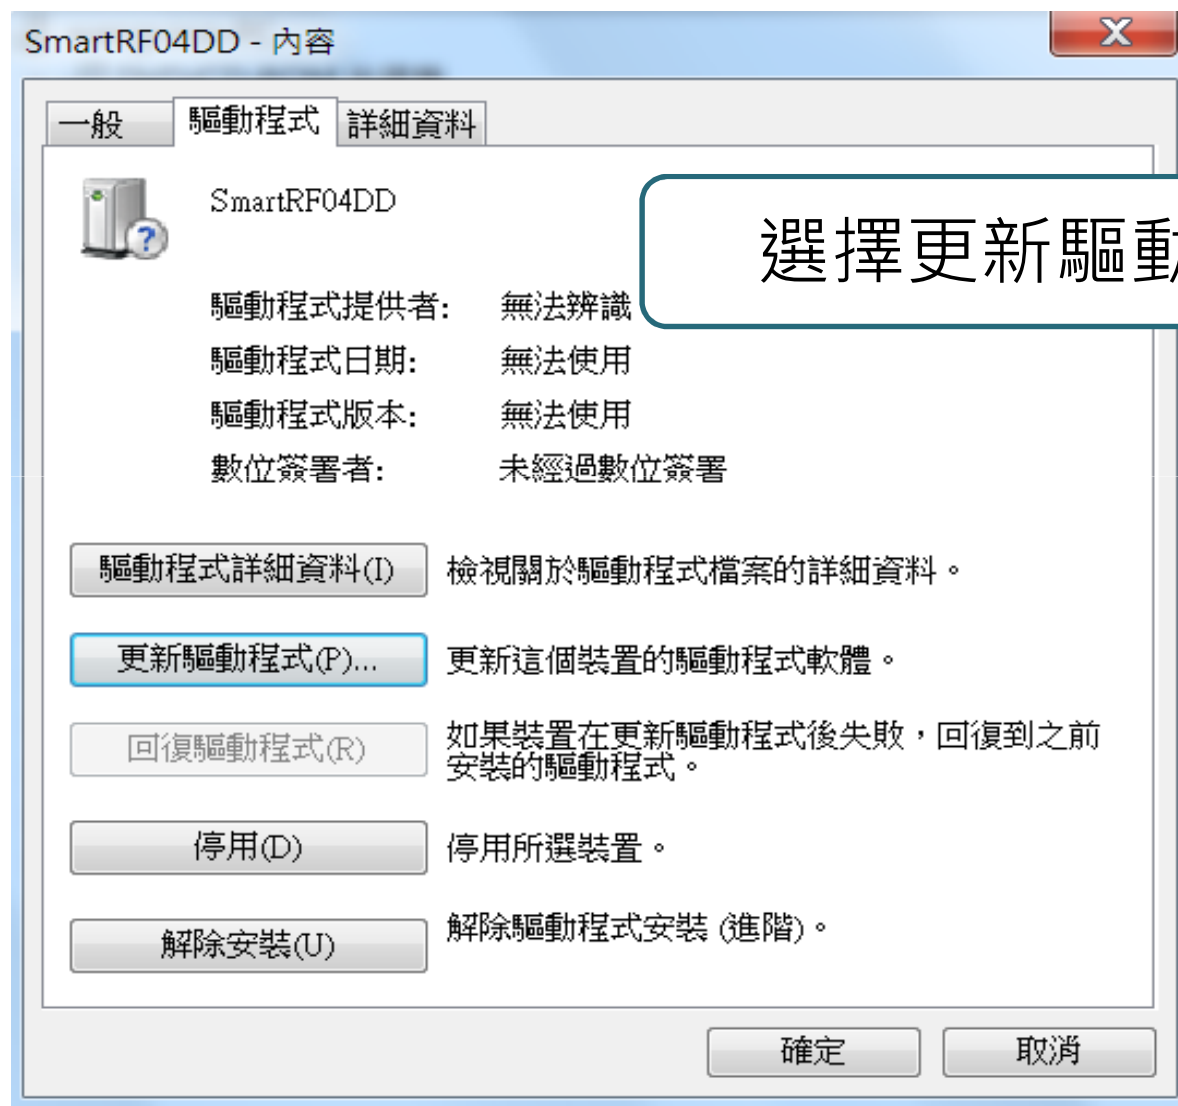 SmartRF04DD - 內容
一般 驅動程式 詳細資料
SmartRF04DD
選擇更新驅動
驅動程式提供者: 無法辨識
驅動程式日期: 無法使用
驅動程式版本: 無法使用
數位簽署者: 未經過數位簽署
驅動程式詳細資料(I) 檢視關於驅動程式檔案的詳細資料。
更新驅動程式(P)... 更新這個裝置的驅動程式軟體。
回復驅動程式(R) 如果裝置在更新驅動程式後失敗，回復到之前
安裝的驅動程式。
停用(D) 停用所選裝置。
解除安裝(U) 解除驅動程式安裝 (進階)。
確定 取消